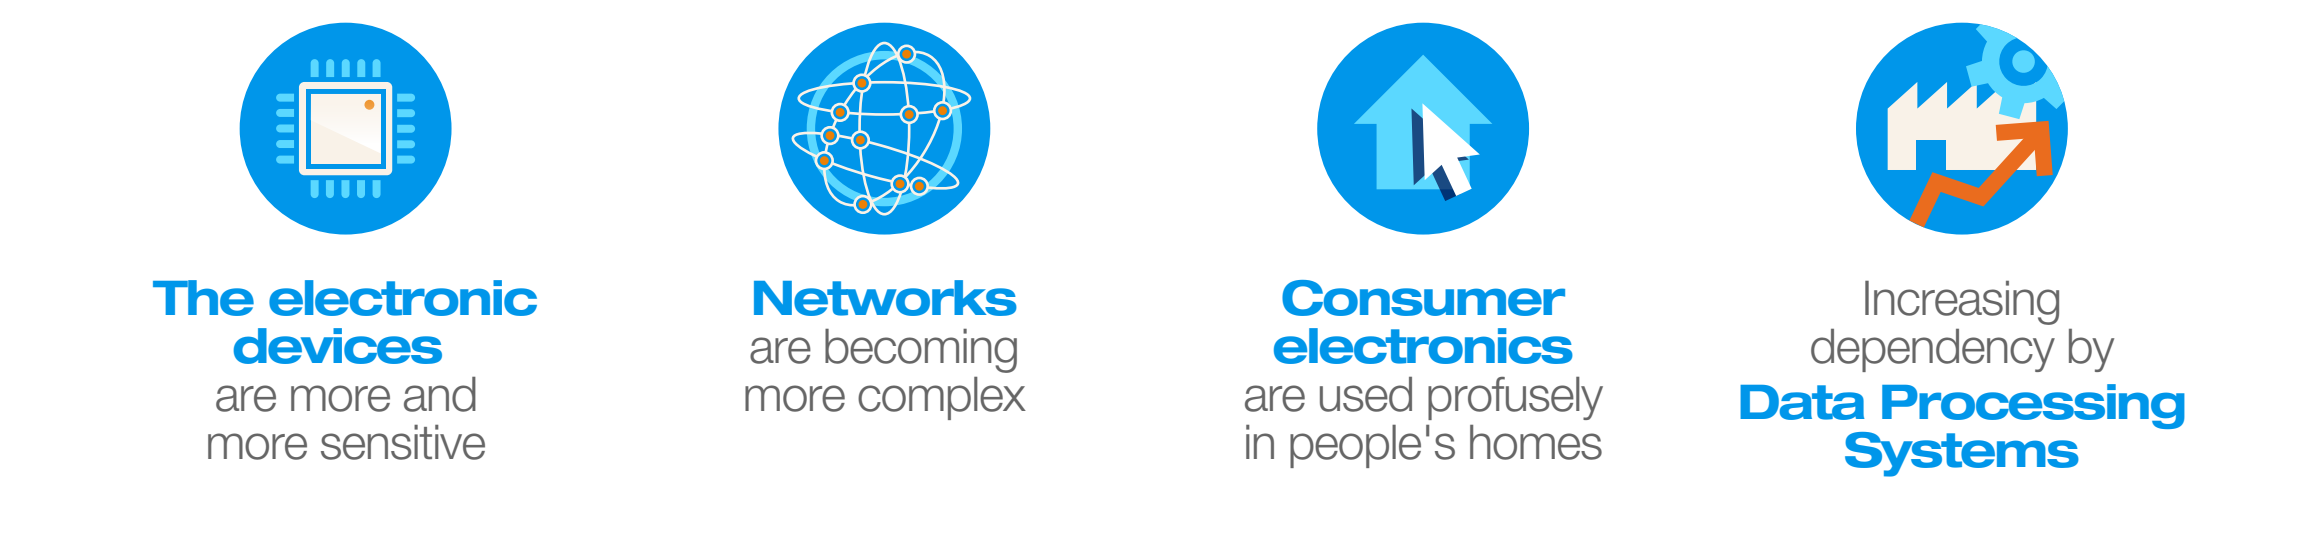 The electronic
devices
are more and
more sensitive
Networks
are becoming
more complex
Consumer
electronics
are used profusely
in people's homes
Increasing
dependency by
Data Processing
Systems